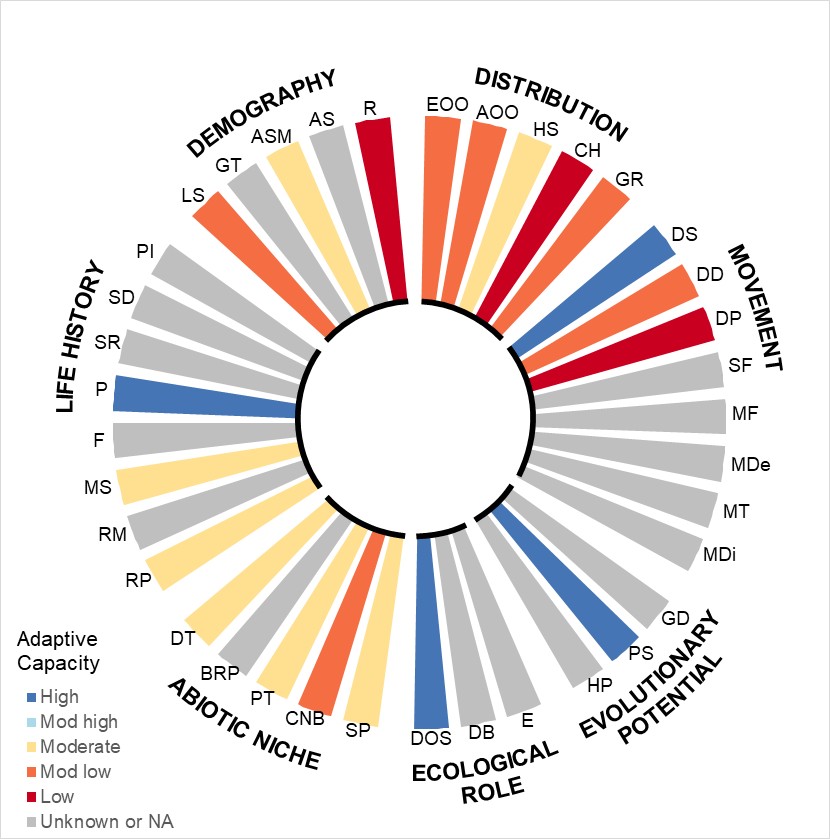 DEMOGRAPHY
LS
GT
ASM
AS
R
DISTRIBUTION
EOO
AOO
HS
CH
GR
MOVEMENT
DS
DD
DP
SF
MF
MDe
MT
MDi
EVOLUTIONARY
POTENTIAL
GD
PS
HP
ECOLOGICAL
ROLE
E
DB
DOS
ABIOTIC NICHE
SP
CNB
PT
BRP
DT
LIFE HISTORY
RP
RM
MS
F
P
SR
SD
PI
Adaptive
Capacity
High
Mod high
Moderate
Mod low
Low
Unknown or NA